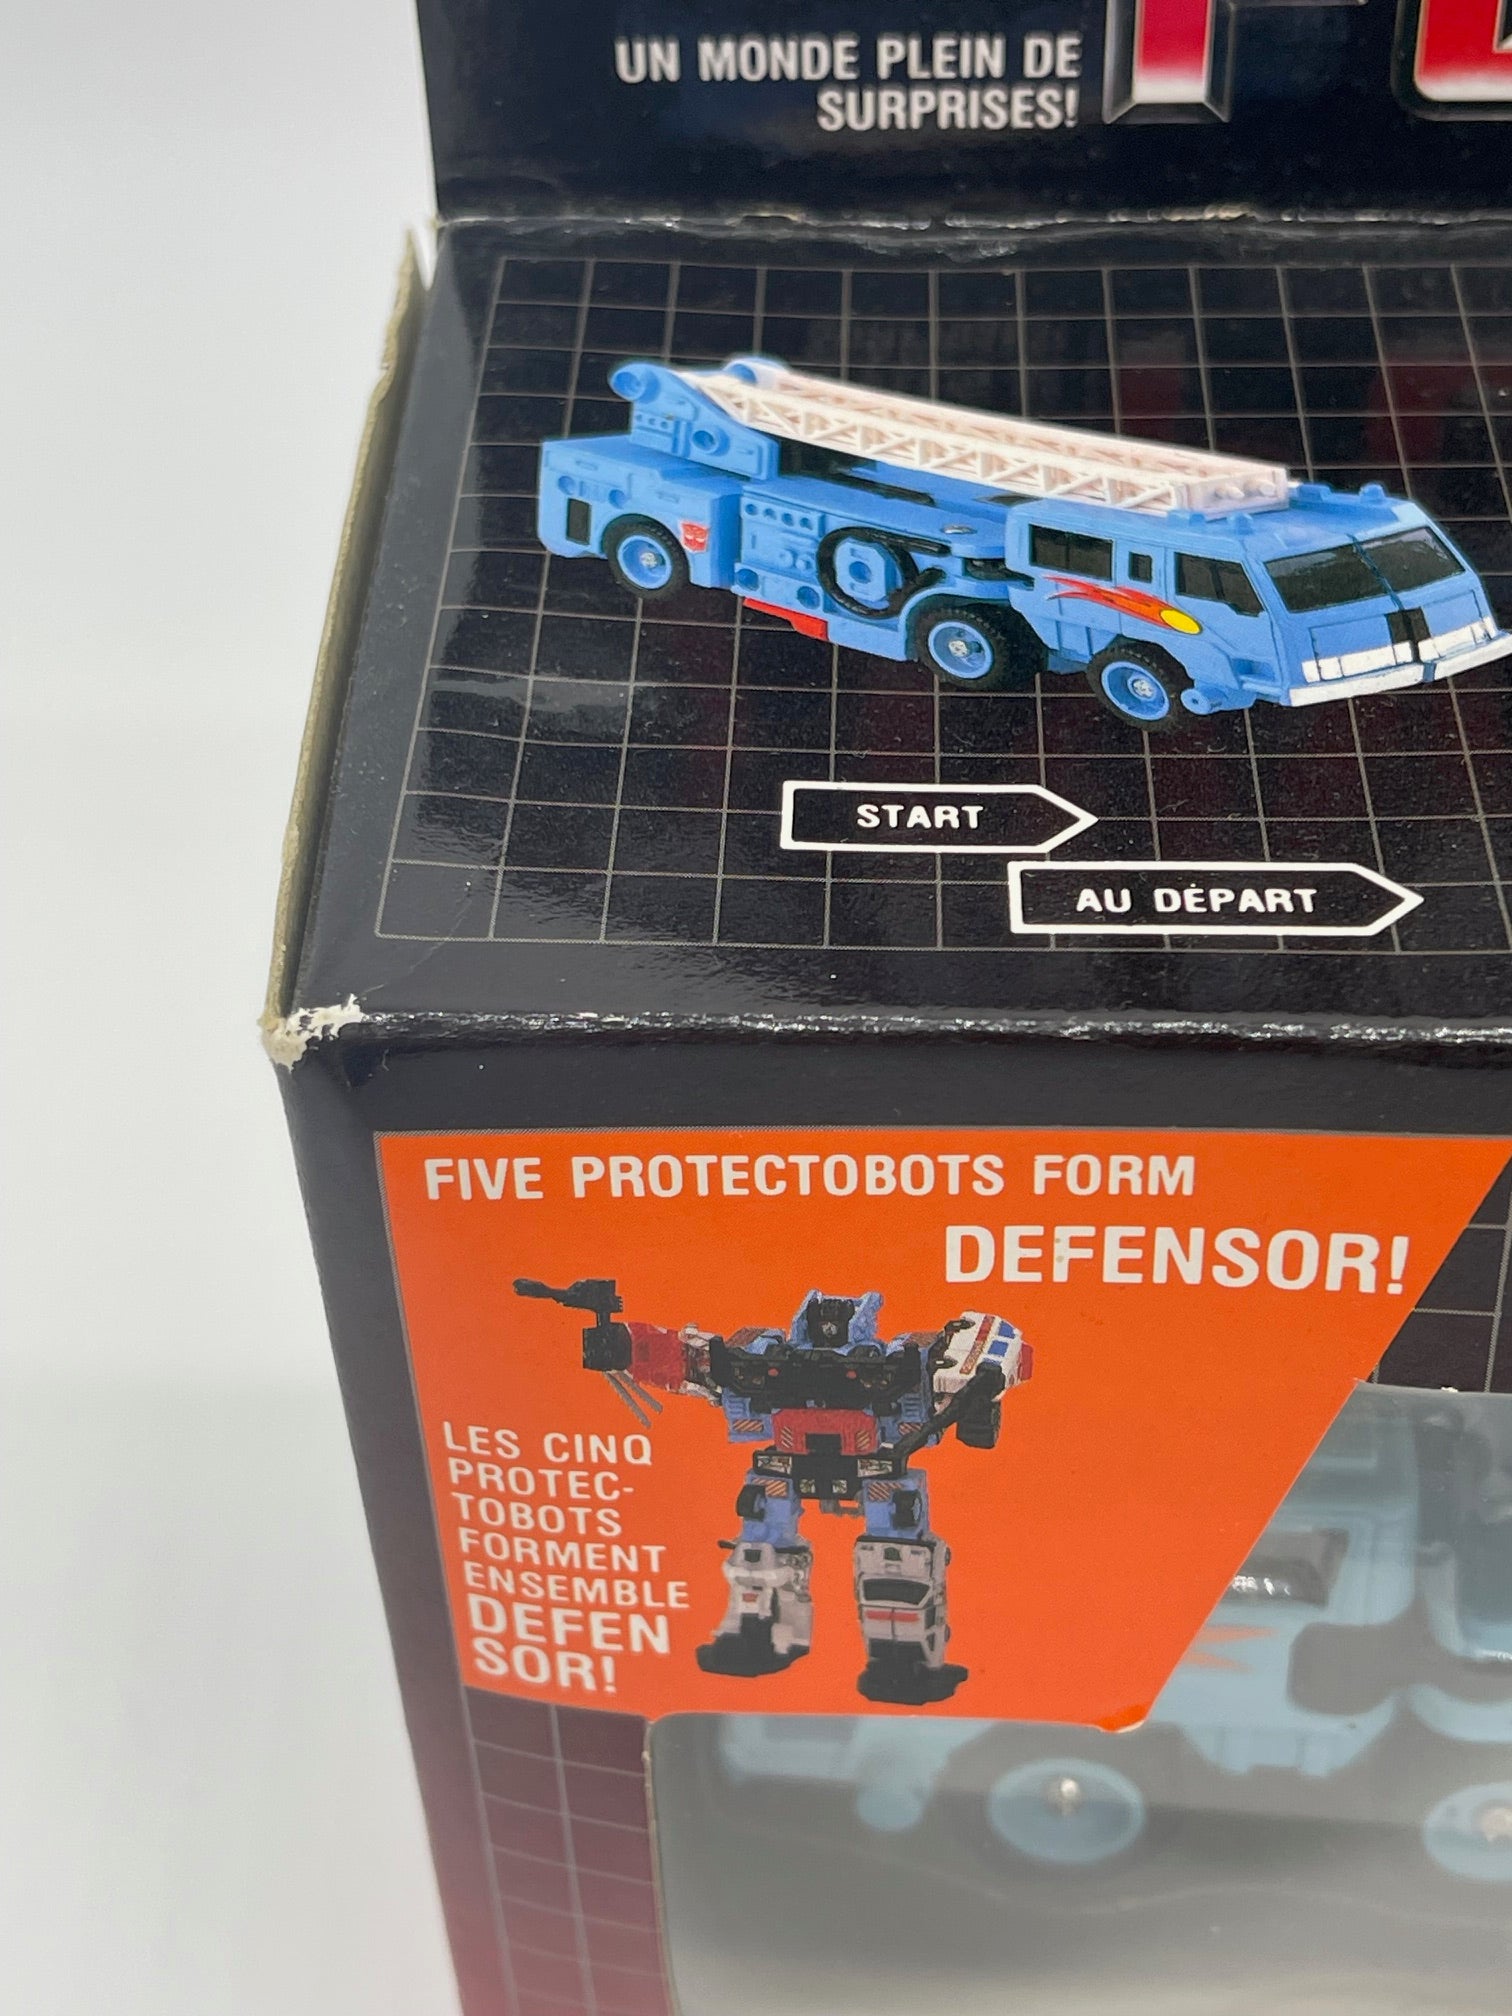 UN MONDE PLEIN DE
SURPRISES!
START
AU DÉPART
FIVE PROTECTOBOTS FORM
DEFENSOR!
LES CINQ
PROTEC-
TOBOTS
FORMENT
ENSEMBLE
DEFEN
SOR!